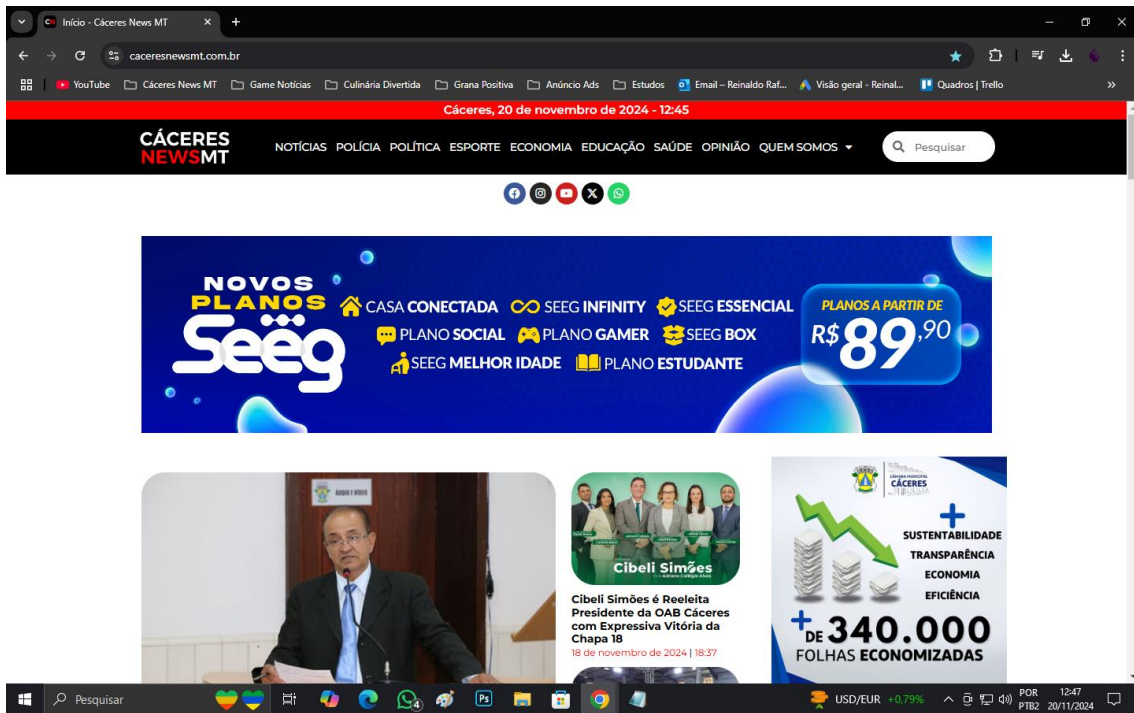 Início - Cáceres News MT
caceresnewsmt.com.br
YouTube Cáceres News MT Game Notícias Culinária Divertida Grana Positiva Anúncio Ads Estudos Email – Reinaldo Raf... Visão geral - Reinal... Quadros | Trello
Cáceres, 20 de novembro de 2024 - 12:45
CÁCERES
NEWSMT
NOTÍCIAS POLÍCIA POLÍTICA ESPORTE ECONOMIA EDUCAÇÃO SAÚDE OPINIÃO QUEM SOMOS
Pesquisar
NOVOS
PLANOS
Seeg
CASA CONECTADA SEEG INFINITY SEEG ESSENCIAL
PLANO SOCIAL PLANO GAMER SEEG BOX
SEEG MELHOR IDADE PLANO ESTUDANTE
PLANOS A PARTIR DE
R$89,90
ÁUDIO E VÍDEO
Cibeli Simões
Cibeli Simões é Reeleita
Presidente da OAB Cáceres
com Expressiva Vitória da
Chapa 18
18 de novembro de 2024 | 18:37
CÂMARA MUNICIPAL
CÁCERES
+
SUSTENTABILIDADE
TRANSPARÊNCIA
ECONOMIA
EFICIÊNCIA
+DE 340.000
FOLHAS ECONOMIZADAS
Pesquisar
4
Ps
USD/EUR +0,79%
POR 12:47
PTB2 20/11/2024